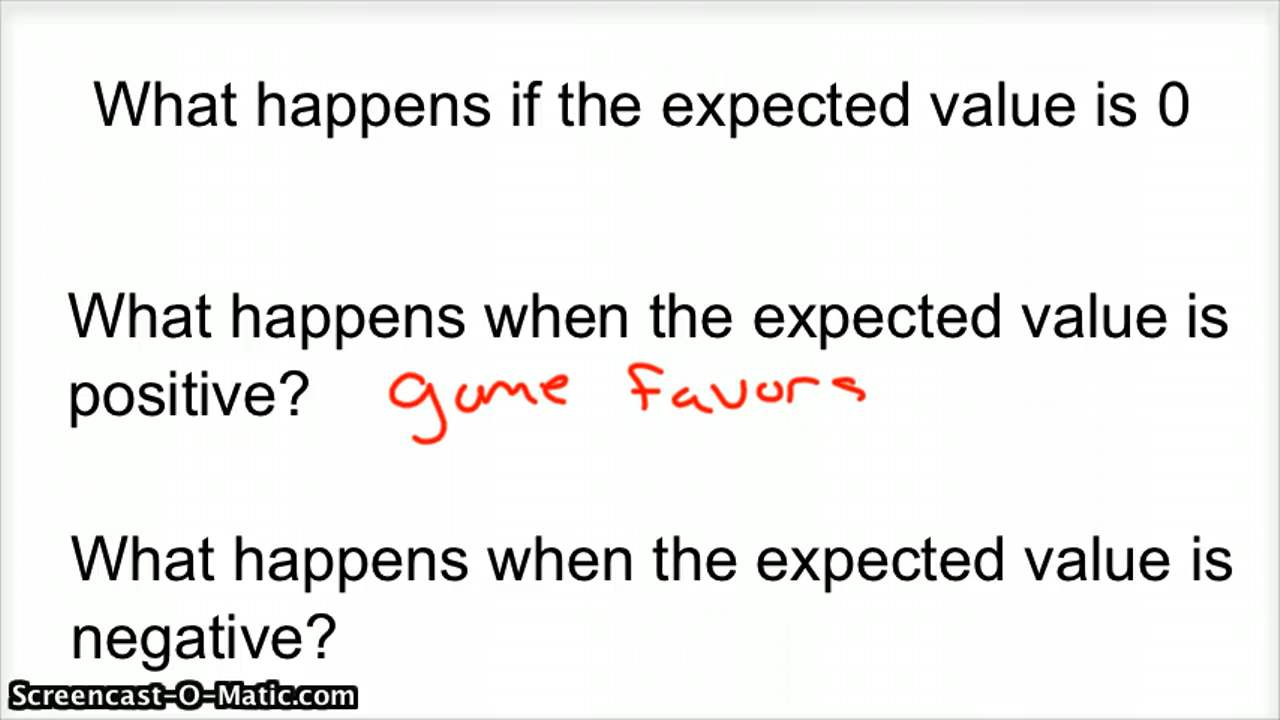 What happens if the expected value is 0
What happens when the expected value is
positive? game favors
What happens when the expected value is
negative?
Screencast-O-Matic.com